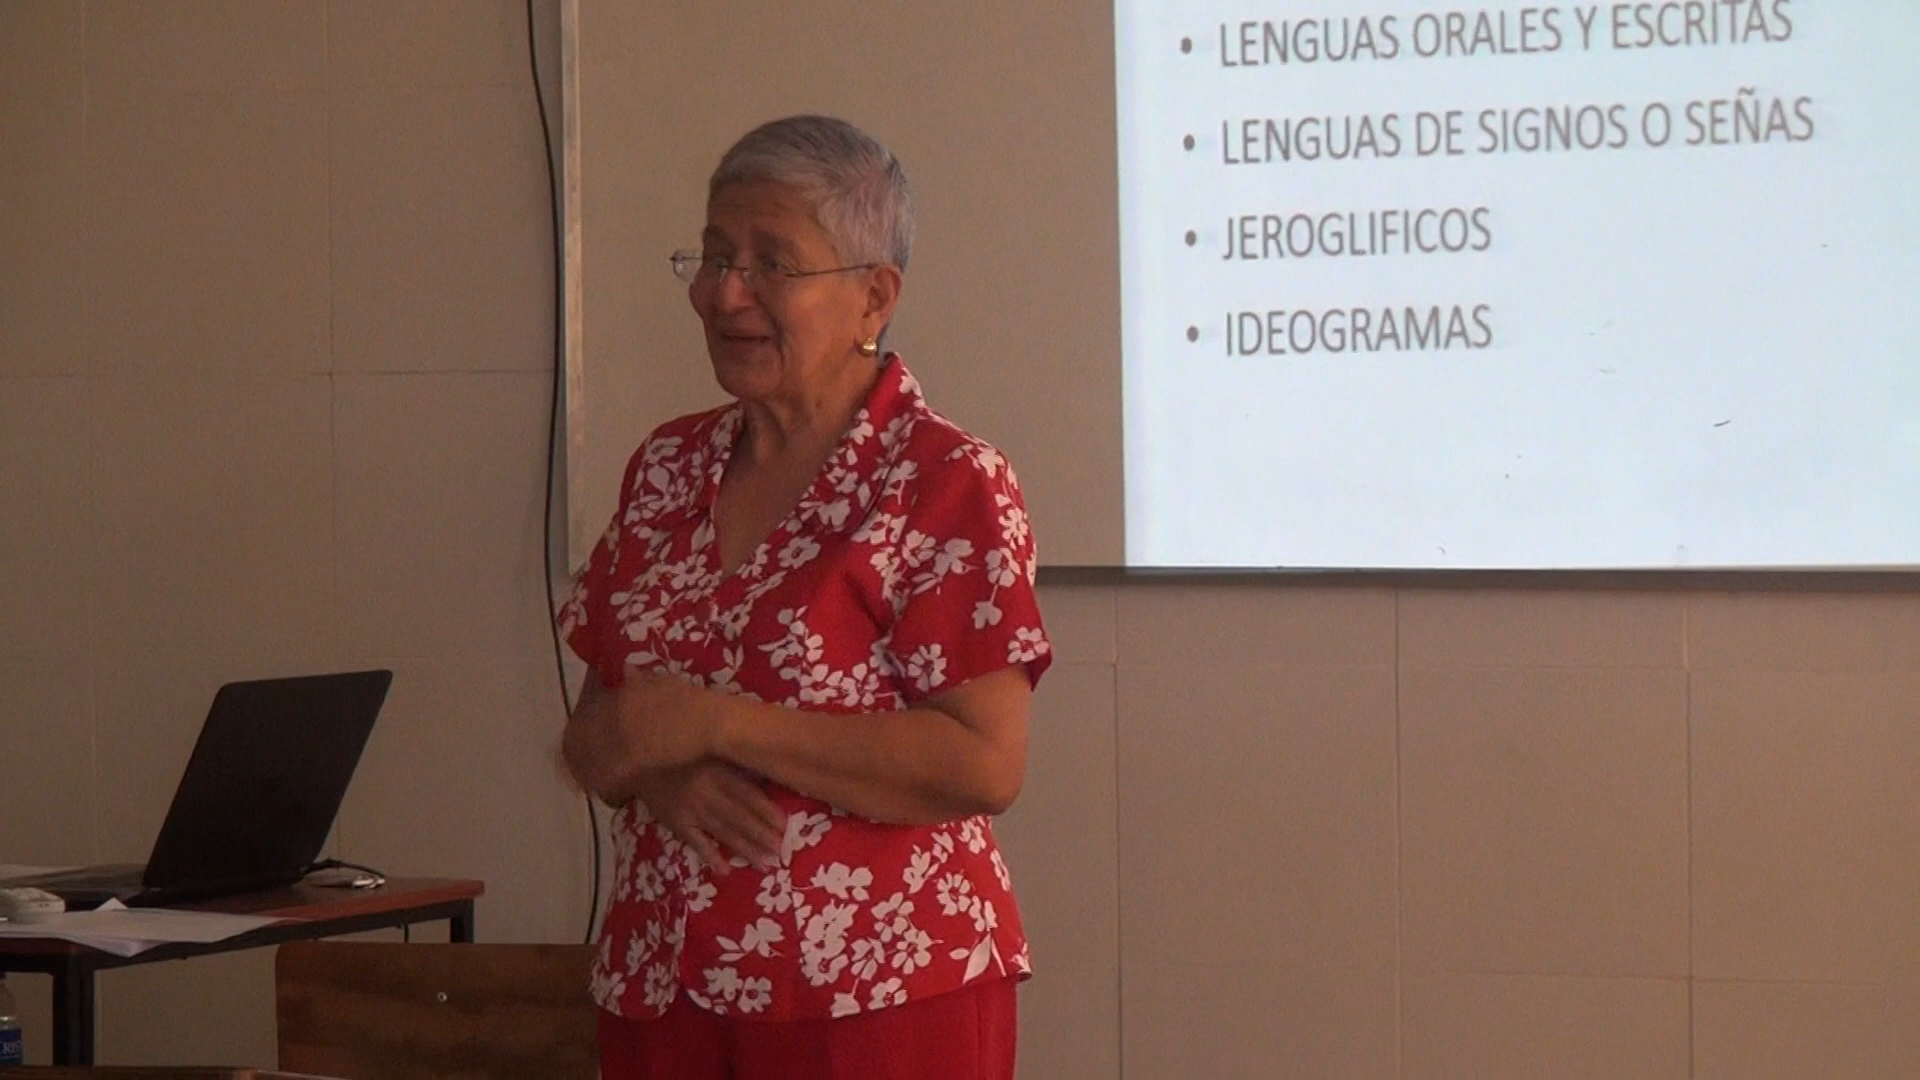 • LENGUAS ORALES Y ESCRITAS
• LENGUAS DE SIGNOS O SEÑAS
• JEROGLIFICOS
• IDEOGRAMAS